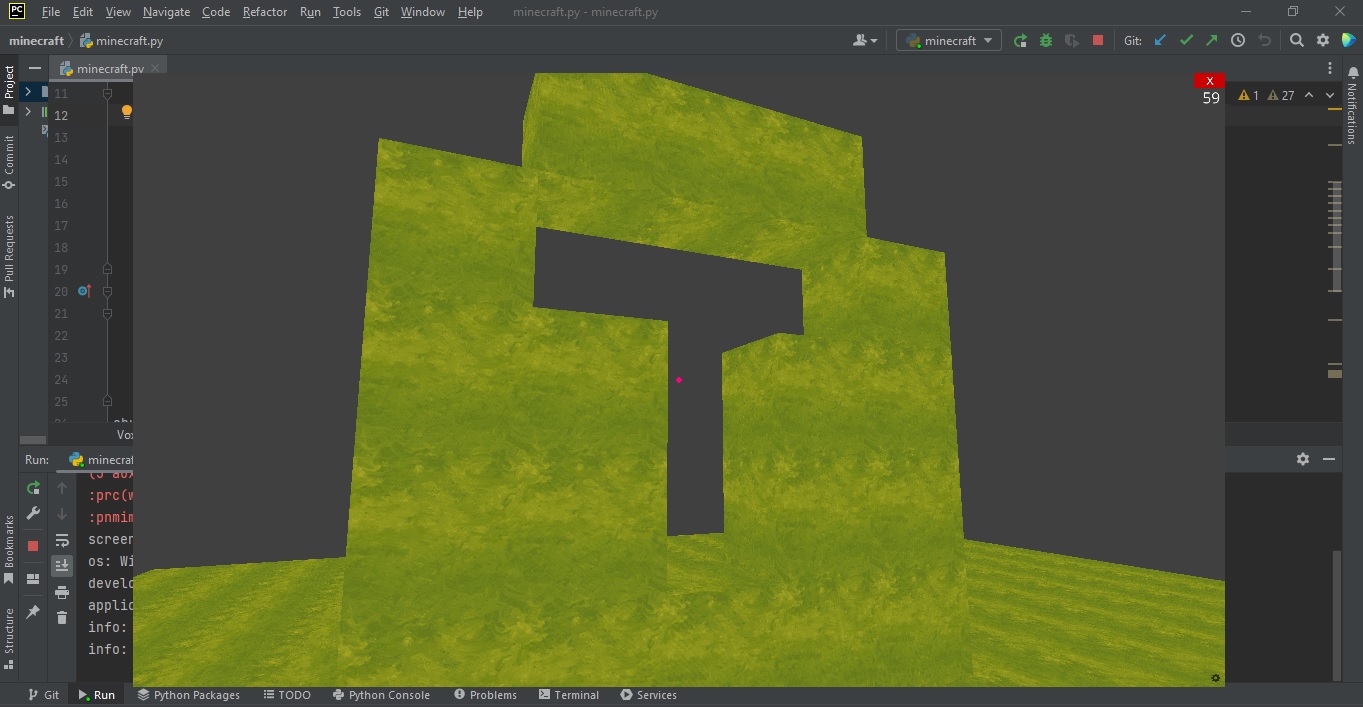 PC File Edit View Navigate Code Refactor Run Tools Git Window Help minecraft.py - minecraft.py
minecraft minecraft.py minecraft Git:
Project
minecraft.py
X
59
1 27
Notifications
11
12
13
14
15
16
17
18
19
20
21
22
23
24
25
Commit
Pull Requests
Vox
Run: minecraf
:prc(w
:pnmim
screen
os: Wi
develo
applic
info:
info:
Bookmarks
Structure
Git Run Python Packages TODO Python Console Problems Terminal Services